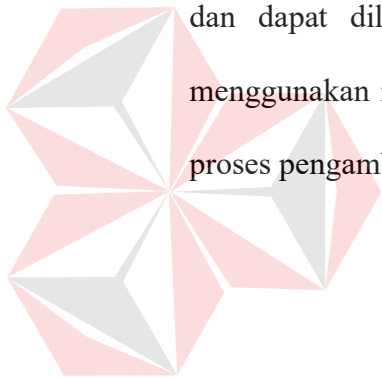 dan dapat dil
menggunakan
proses pengam